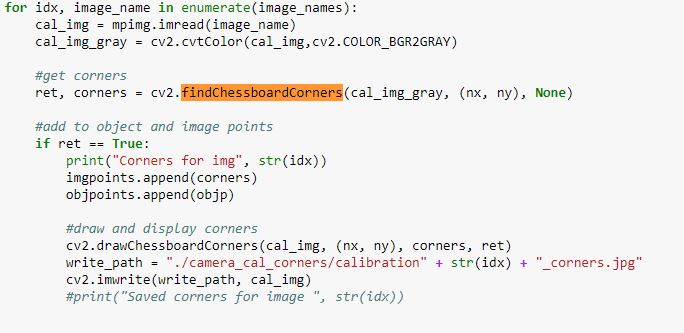 for idx, image_name in enumerate(image_names):
    cal_img = mpimg.imread(image_name)
    cal_img_gray = cv2.cvtColor(cal_img,cv2.COLOR_BGR2GRAY)

    #get corners
    ret, corners = cv2.findChessboardCorners(cal_img_gray, (nx, ny), None)

    #add to object and image points
    if ret == True:
        print("Corners for img", str(idx))
        imgpoints.append(corners)
        objpoints.append(objp)

        #draw and display corners
        cv2.drawChessboardCorners(cal_img, (nx, ny), corners, ret)
        write_path = "./camera_cal_corners/calibration" + str(idx) + "_corners.jpg"
        cv2.imwrite(write_path, cal_img)
        #print("Saved corners for image ", str(idx))